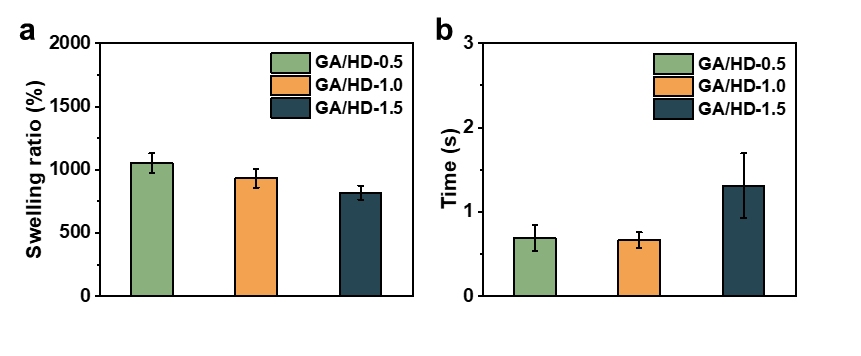 a
2000
1500
1000
500
0
Swelling ratio (%)
GA/HD-0.5
GA/HD-1.0
GA/HD-1.5
b
3
2
1
0
Time (s)
GA/HD-0.5
GA/HD-1.0
GA/HD-1.5